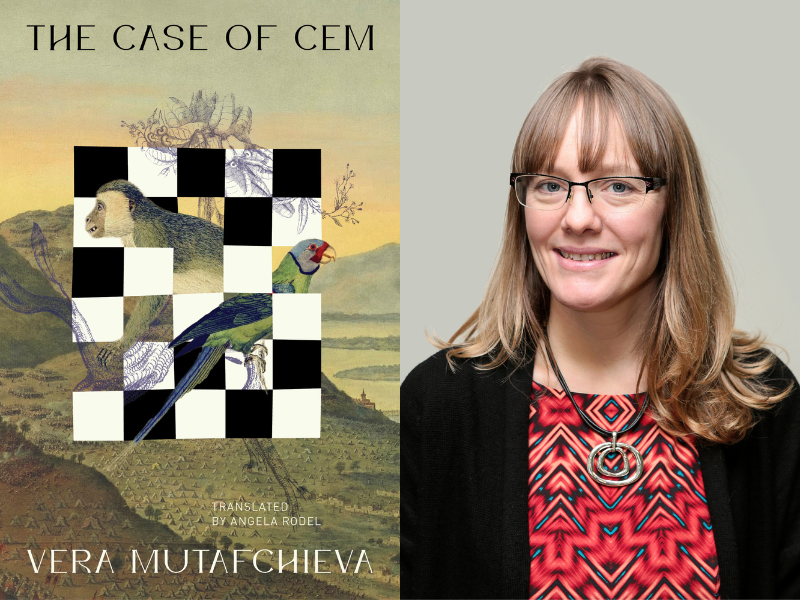 THE CASE OF CEM
TRANSLATED
BY ANGELA RODEL
VERA MUTAFCHIEVA